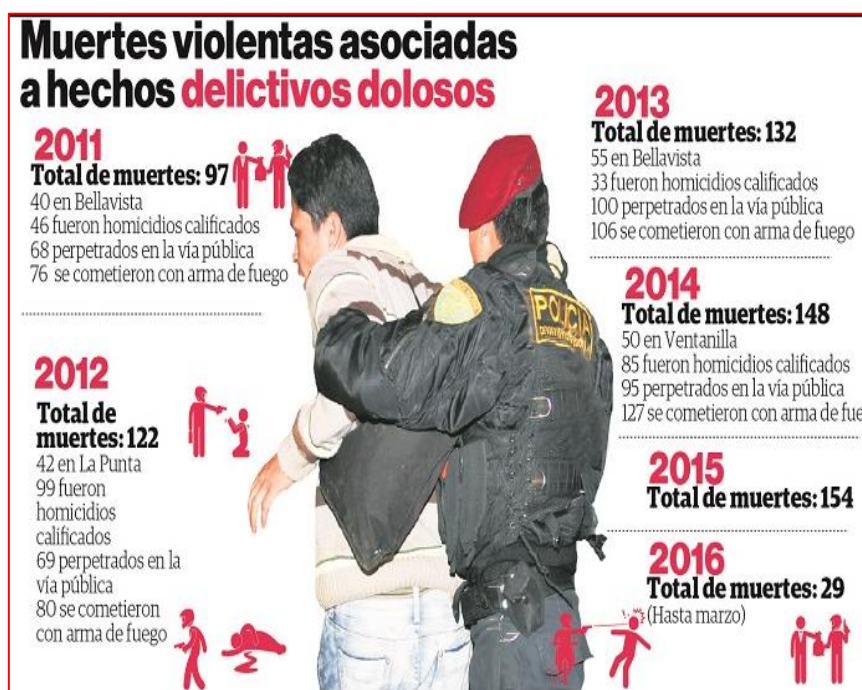 Muertes violentas asociadas
a hechos delictivos dolosos
2011
Total de muertes: 97
40 en Bellavista
46 fueron homicidios calificados
68 perpetrados en la vía pública
76 se cometieron con arma de fuego
2012
Total de
muertes: 122
42 en La Punta
99 fueron
homicidios
calificados
69 perpetrados en la
vía pública
80 se cometieron
con arma de fuego
2013
Total de muertes: 132
55 en Bellavista
33 fueron homicidios calificados
100 perpetrados en la vía pública
106 se cometieron con arma de fuego
2014
Total de muertes: 148
50 en Ventanilla
85 fueron homicidios calificados
95 perpetrados en la vía pública
127 se cometieron con arma de fue
2015
Total de muertes: 154
2016
Total de muertes: 29
(Hasta marzo)
POLICIA